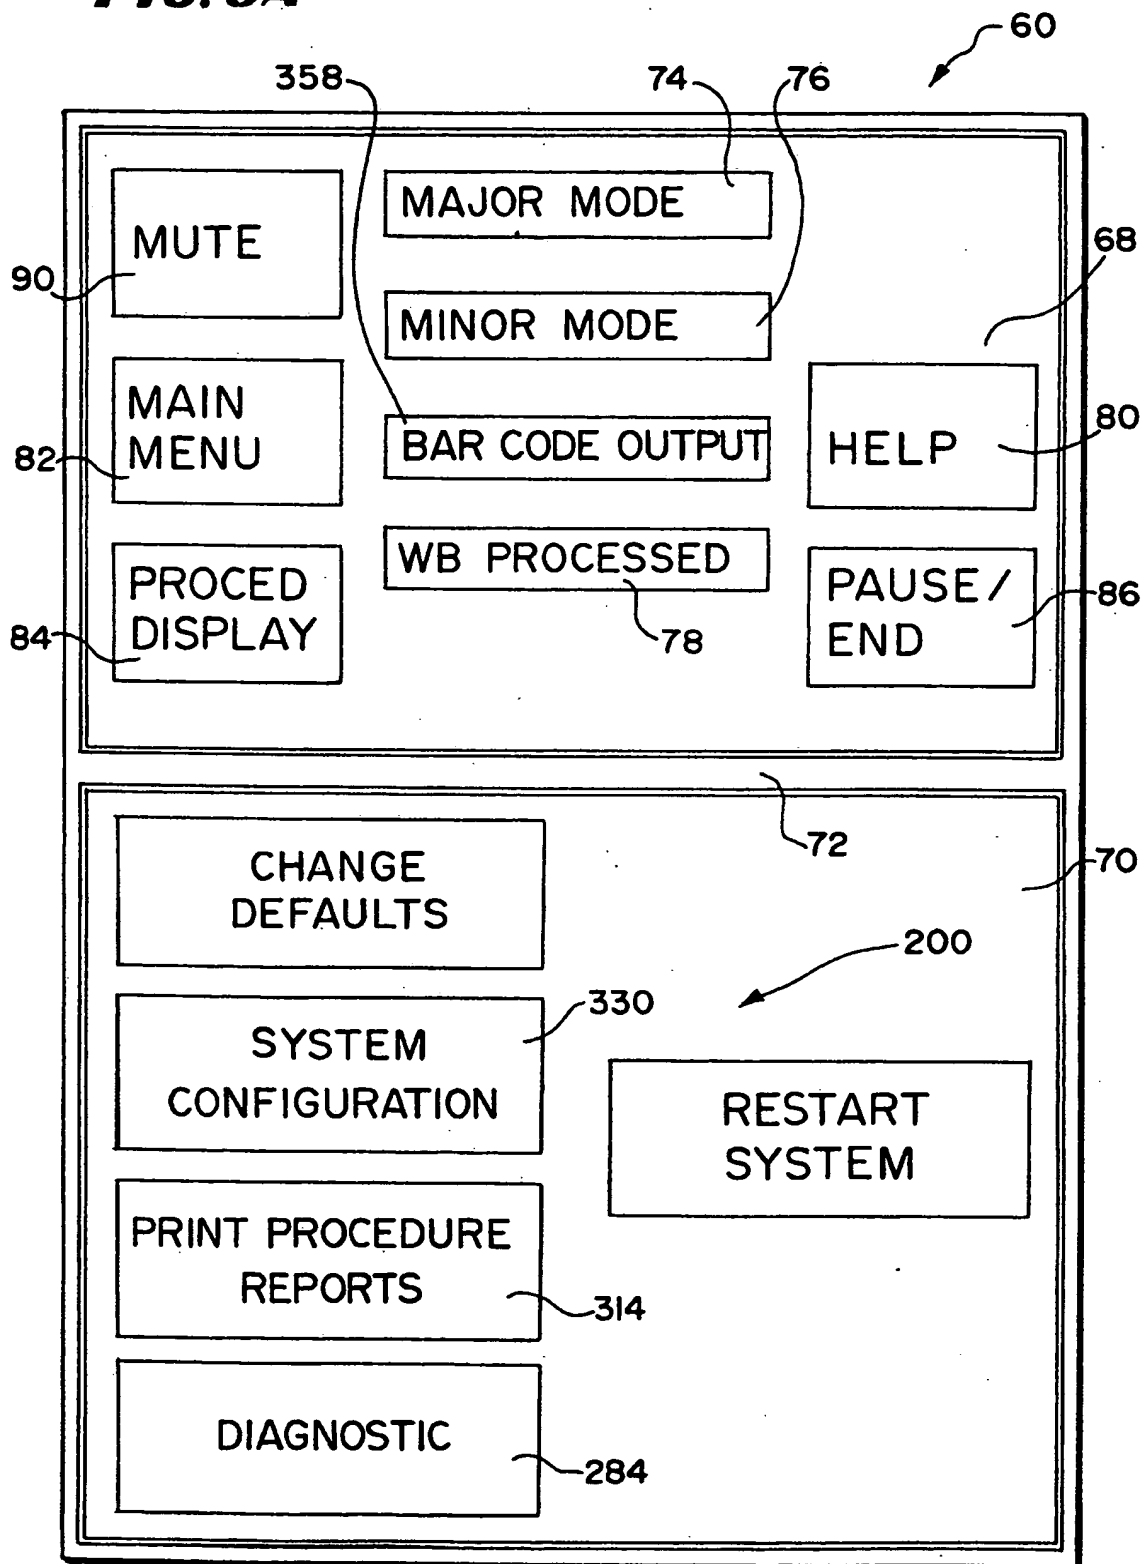 60
358
74
76
MUTE
MAJOR MODE
90
68
MINOR MODE
MAIN
MENU
82
BAR CODE OUTPUT
HELP
80
PROCED
DISPLAY
84
WB PROCESSED
78
PAUSE/
END
86
72
70
CHANGE
DEFAULTS
200
SYSTEM
CONFIGURATION
330
RESTART
SYSTEM
PRINT PROCEDURE
REPORTS
314
DIAGNOSTIC
284